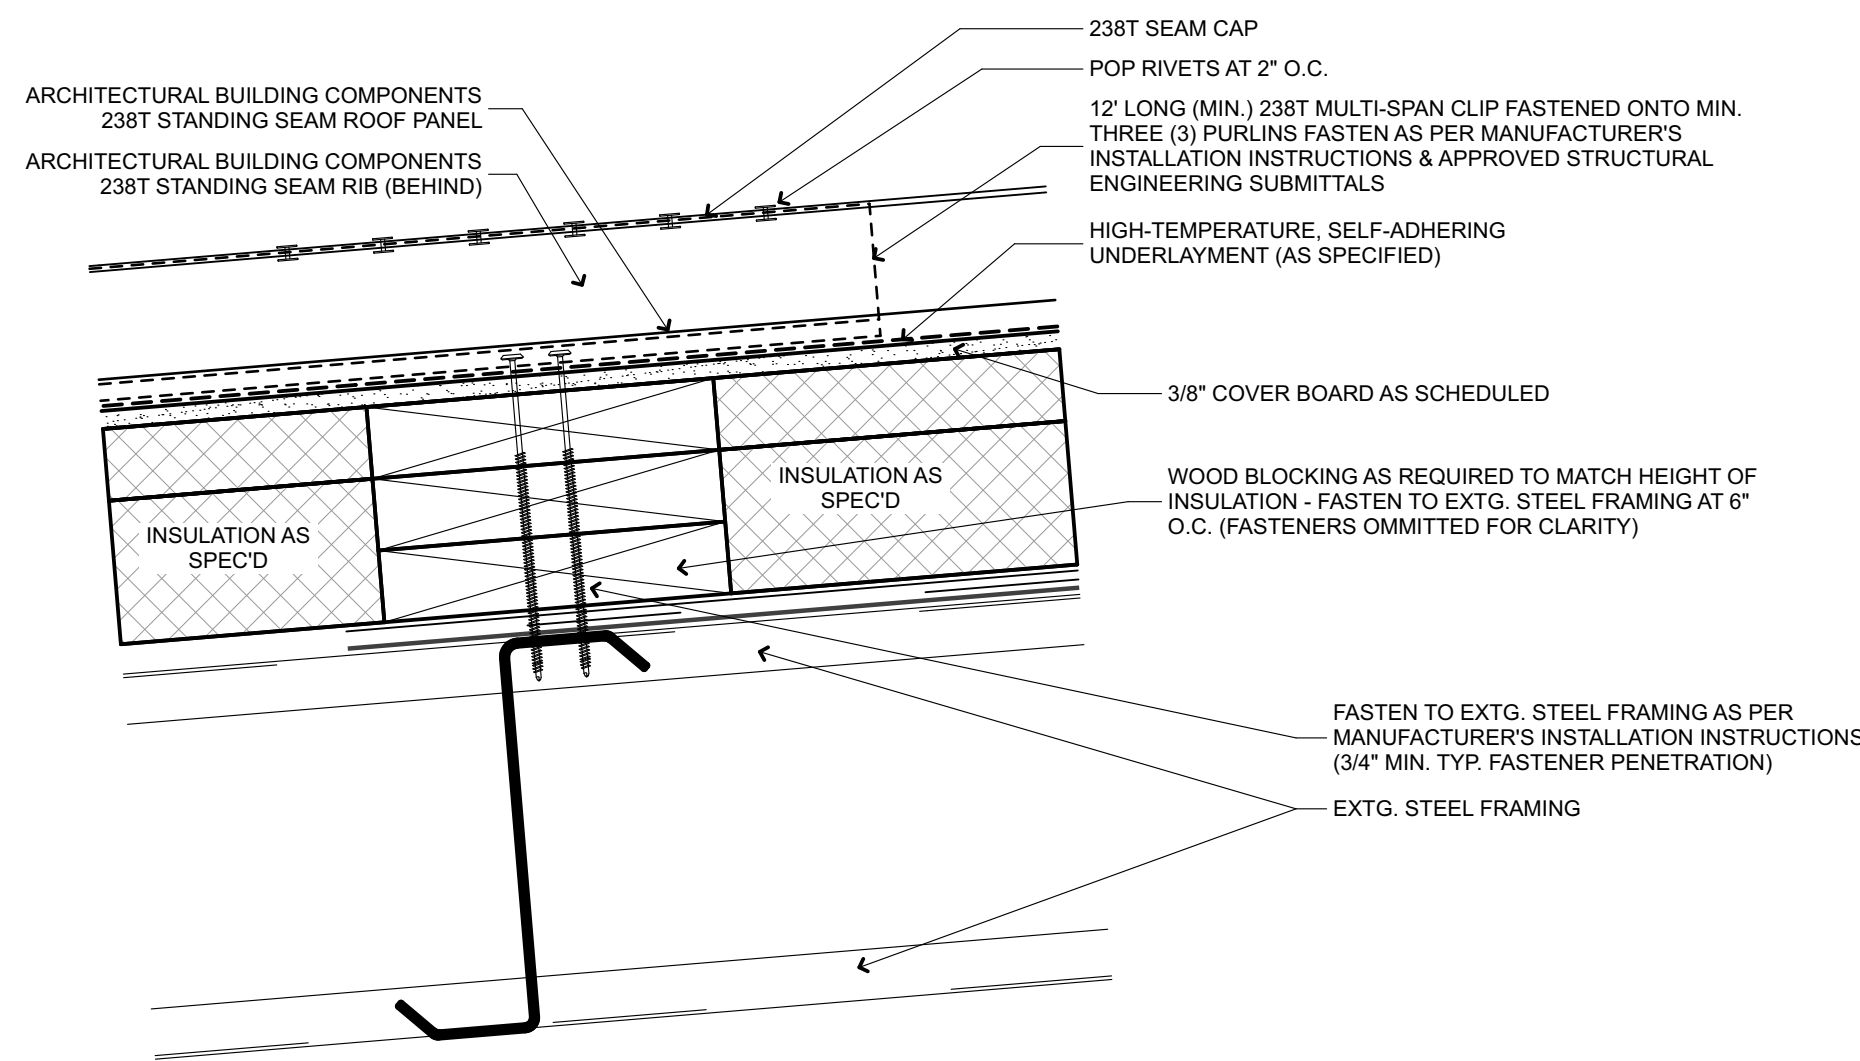 238T SEAM CAP
POP RIVETS AT 2" O.C.
ARCHITECTURAL BUILDING COMPONENTS
238T STANDING SEAM ROOF PANEL
ARCHITECTURAL BUILDING COMPONENTS
238T STANDING SEAM RIB (BEHIND)
12' LONG (MIN.) 238T MULTI-SPAN CLIP FASTENED ONTO MIN.
THREE (3) PURLINS FASTEN AS PER MANUFACTURER'S
INSTALLATION INSTRUCTIONS & APPROVED STRUCTURAL
ENGINEERING SUBMITTALS
HIGH-TEMPERATURE, SELF-ADHERING
UNDERLAYMENT (AS SPECIFIED)
3/8" COVER BOARD AS SCHEDULED
INSULATION AS
SPEC'D
INSULATION AS
SPEC'D
WOOD BLOCKING AS REQUIRED TO MATCH HEIGHT OF
INSULATION - FASTEN TO EXTG. STEEL FRAMING AT 6"
O.C. (FASTENERS OMMITTED FOR CLARITY)
FASTEN TO EXTG. STEEL FRAMING AS PER
MANUFACTURER'S INSTALLATION INSTRUCTIONS
(3/4" MIN. TYP. FASTENER PENETRATION)
EXTG. STEEL FRAMING